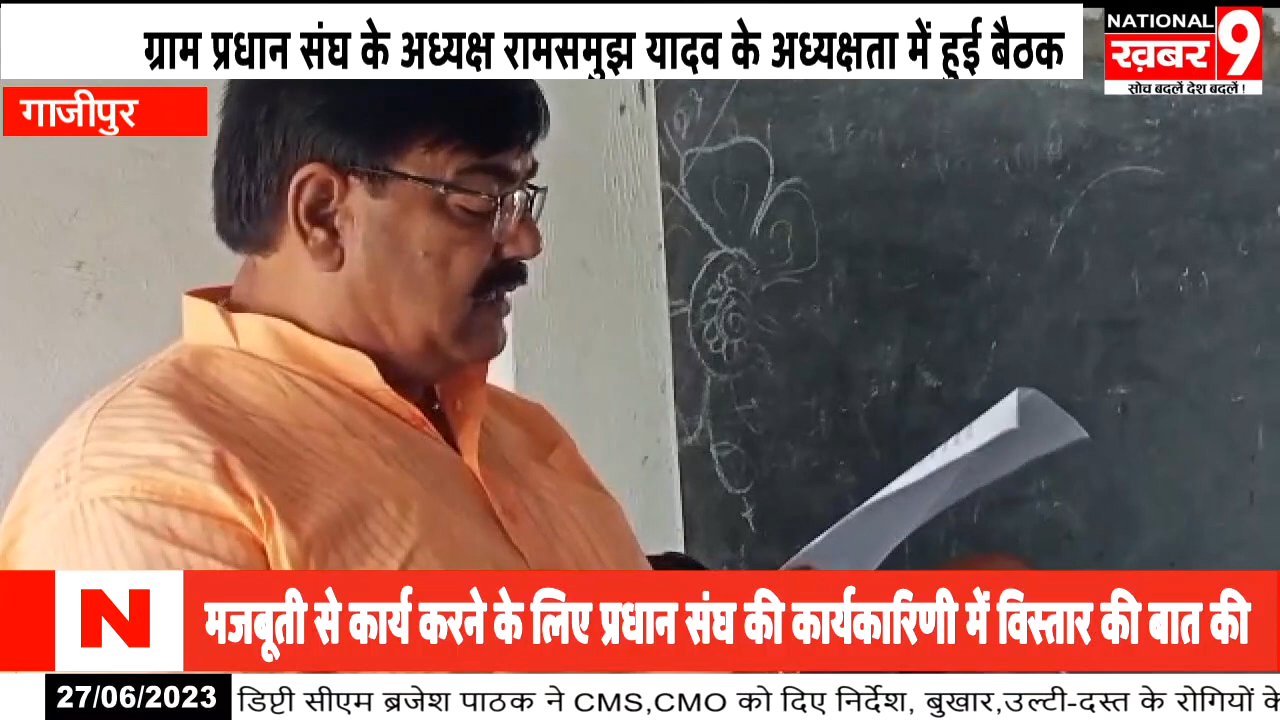 ग्राम प्रधान संघ के अध्यक्ष रामसमुझ यादव के अध्यक्षता में हुई बैठक
NATIONAL
ख़बर 9
सोच बदलें देश बदलें !
गाजीपुर
N
मजबूती से कार्य करने के लिए प्रधान संघ की कार्यकारिणी में विस्तार की बात की
27/06/2023
डिप्टी सीएम ब्रजेश पाठक ने CMS,CMO को दिए निर्देश, बुखार,उल्टी-दस्त के रोगियों के